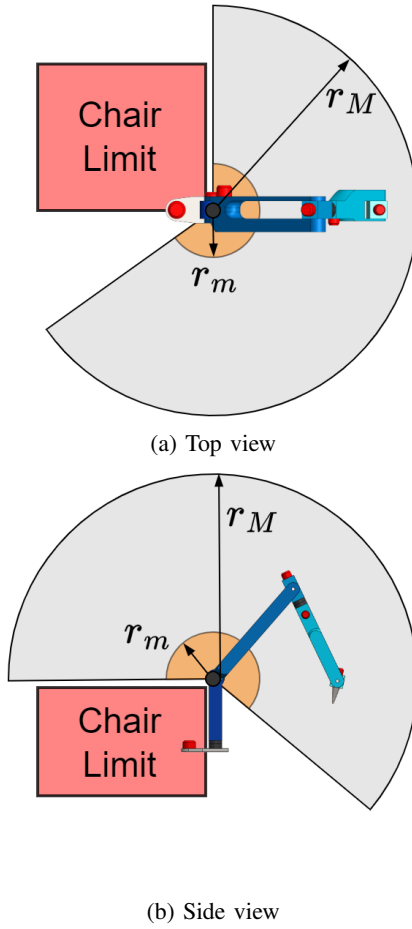 Chair
Limit
r_M
r_m
(a) Top view
r_M
r_m
Chair
Limit
(b) Side view